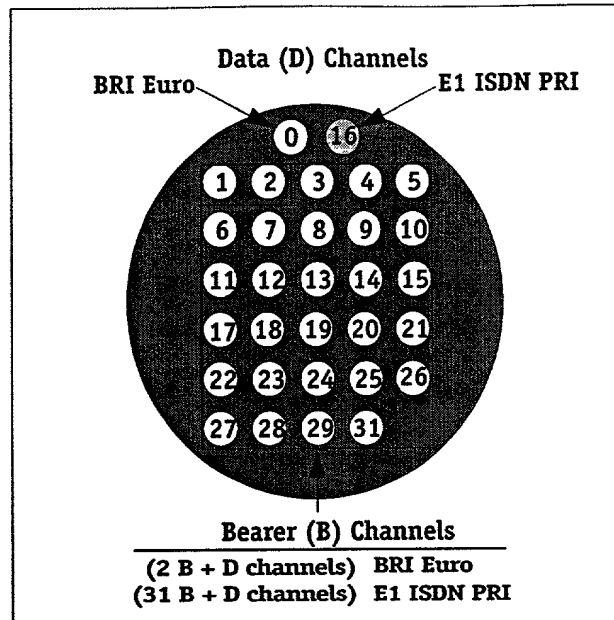 Data (D) Channels
BRI Euro E1 ISDN PRI
0 16
1 2 3 4 5
6 7 8 9 10
11 12 13 14 15
17 18 19 20 21
22 23 24 25 26
27 28 29 31
Bearer (B) Channels
(2 B + D channels) BRI Euro
(31 B + D channels) E1 ISDN PRI